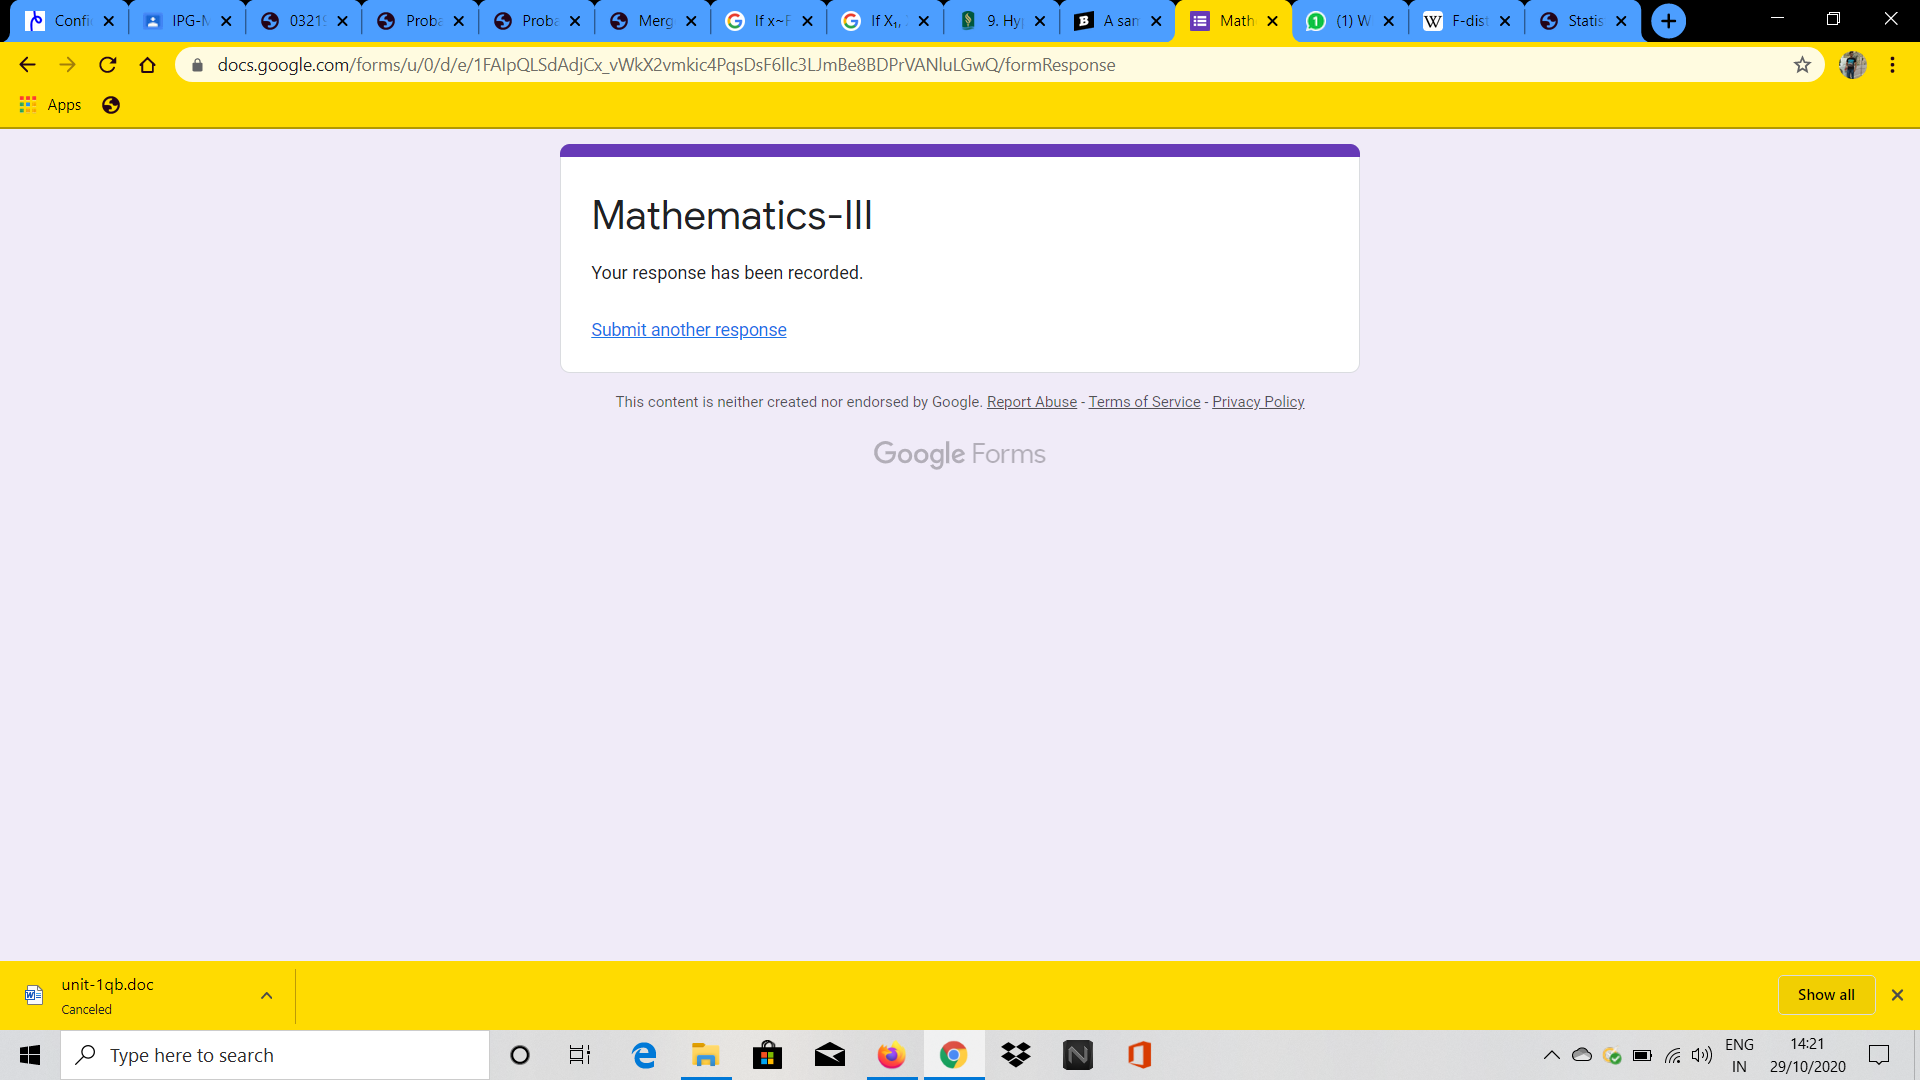 Confi
IPG-M
0321
Proba
Proba
Merg
If x~F
If X₁,
9. Hyp
A sam
Math
(1) W
F-dist
Statis
docs.google.com/forms/u/0/d/e/1FAIpQLSdAdjCx_vWkX2vmkic4PqsDsF6llc3LJmBe8BDPrVANluLGwQ/formResponse
Apps
Mathematics-III
Your response has been recorded.
Submit another response
This content is neither created nor endorsed by Google. Report Abuse - Terms of Service - Privacy Policy
Google Forms
unit-1qb.doc
Canceled
Show all
Type here to search
ENG
IN
14:21
29/10/2020